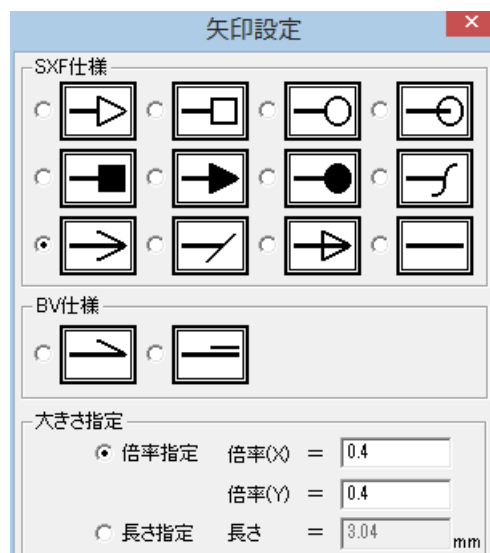 矢印設定
SXF仕様
BV仕様
大きさ指定
倍率指定 倍率(X) = 0.4
倍率(Y) = 0.4
長さ指定 長さ = 3.04 mm